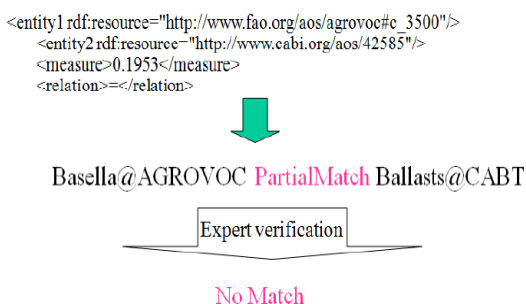 <entity1 rdf:resource="http://www.fao.org/aos/agrovoc#c_3500"/>
<entity2 rdf:resource="http://www.cabi.org/aos/42585"/>
<measure>0.1953</measure>
<relation>=</relation>
Basella@AGROVOC PartialMatch Ballasts@CABT
Expert verification
No Match